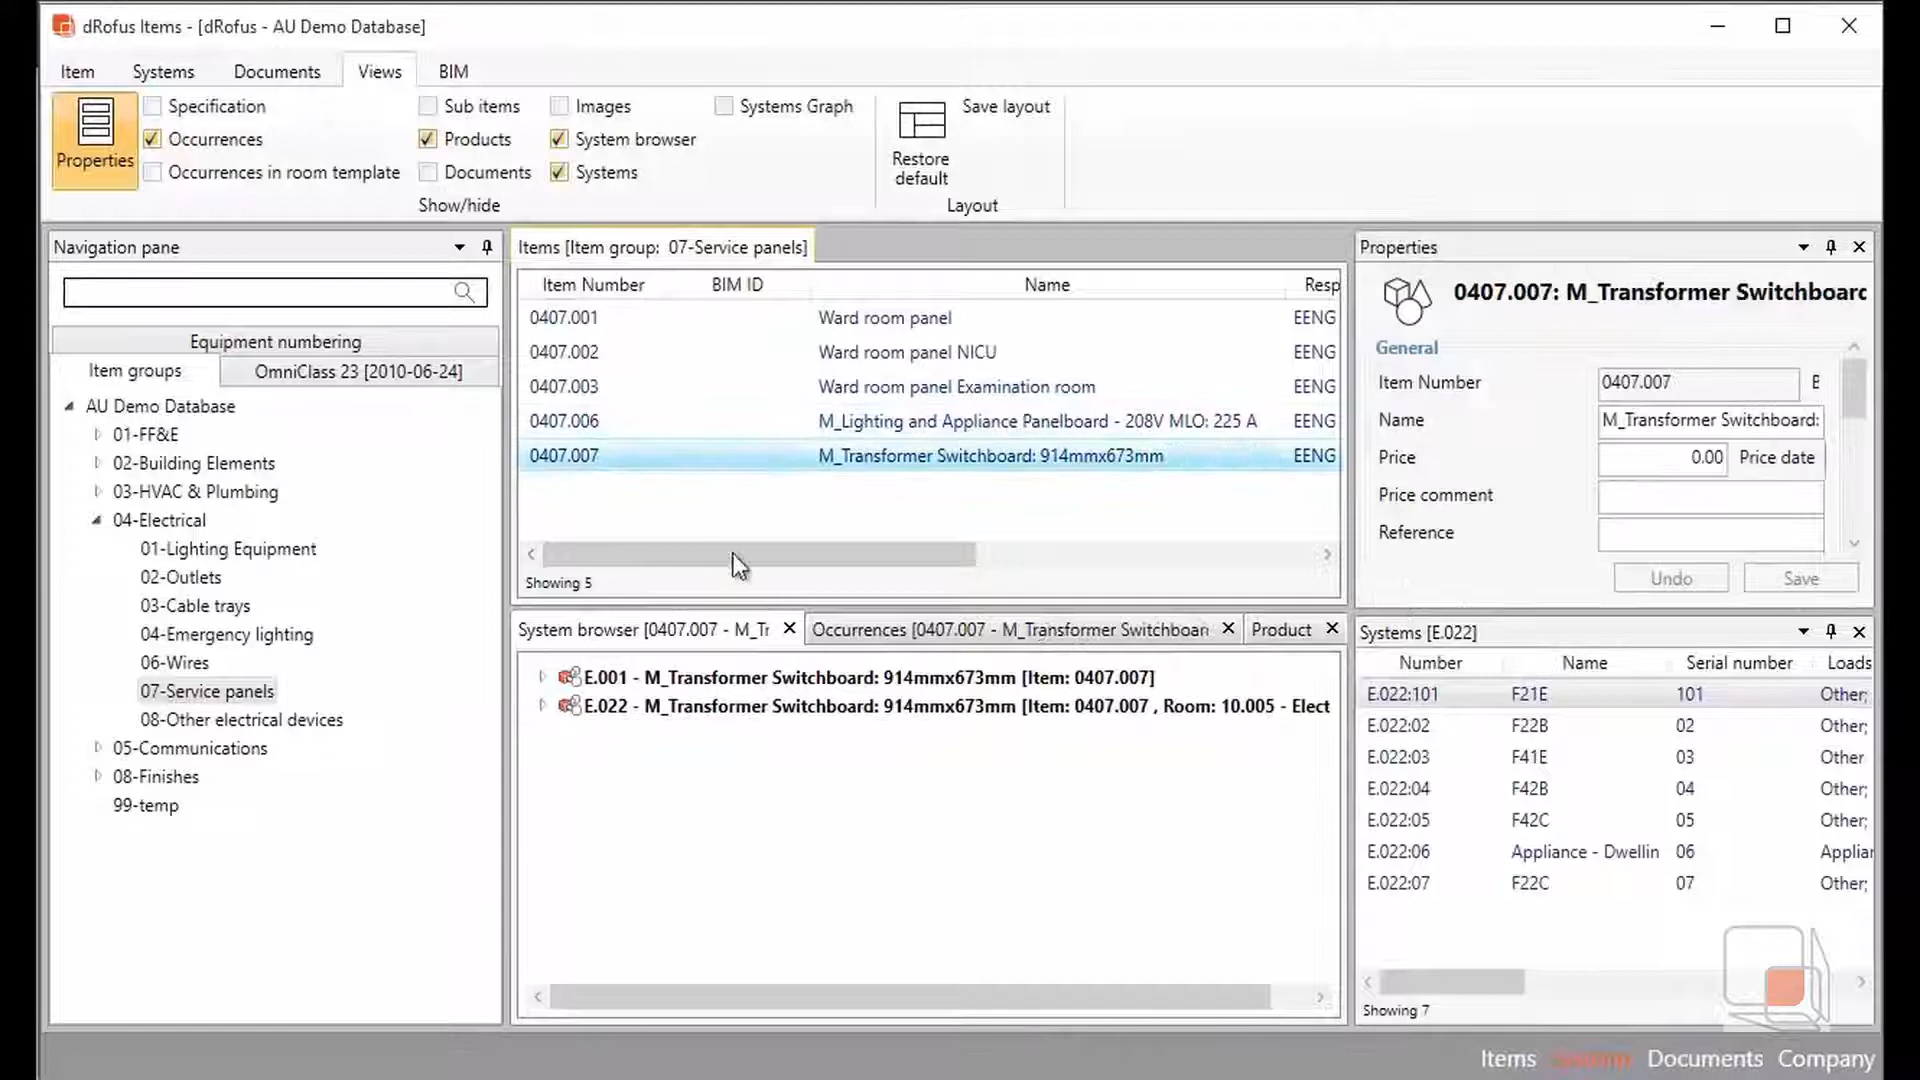 dRofus Items - [dRofus - AU Demo Database]
Item Systems Documents Views BIM
Properties
Specification
Occurrences
Occurrences in room template
Sub items
Products
Documents
Images
System browser
Systems
Systems Graph
Show/hide
Restore default
Save layout
Layout
Navigation pane
Equipment numbering
Item groups
OmniClass 23 [2010-06-24]
AU Demo Database
01-FF&E
02-Building Elements
03-HVAC & Plumbing
04-Electrical
01-Lighting Equipment
02-Outlets
03-Cable trays
04-Emergency lighting
06-Wires
07-Service panels
08-Other electrical devices
05-Communications
08-Finishes
99-temp
Items [Item group: 07-Service panels]
Item Number BIM ID Name Resp
0407.001 Ward room panel EENG
0407.002 Ward room panel NICU EENG
0407.003 Ward room panel Examination room EENG
0407.006 M_Lighting and Appliance Panelboard - 208V MLO: 225 A EENG
0407.007 M_Transformer Switchboard: 914mmx673mm EENG
Showing 5
System browser [0407.007 - M_Tr
Occurrences [0407.007 - M_Transformer Switchboar
Product
E.001 - M_Transformer Switchboard: 914mmx673mm [Item: 0407.007]
E.022 - M_Transformer Switchboard: 914mmx673mm [Item: 0407.007 , Room: 10.005 - Elect
Properties
0407.007: M_Transformer Switchboard
General
Item Number 0407.007 B
Name M_Transformer Switchboard:
Price 0.00 Price date
Price comment
Reference
Undo Save
Systems [E.022]
Number Name Serial number Loads
E.022:101 F21E 101 Other;
E.022:02 F22B 02 Other;
E.022:03 F41E 03 Other
E.022:04 F42B 04 Other;
E.022:05 F42C 05 Other;
E.022:06 Appliance - Dwellin 06 Applian
E.022:07 F22C 07 Other;
Showing 7
Items Documents Company